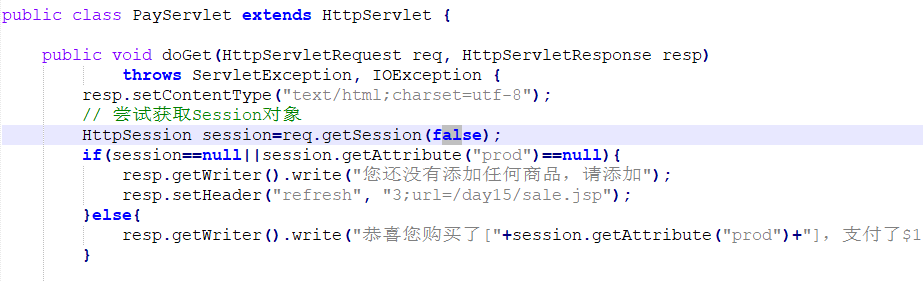 public class PayServlet extends HttpServlet {
public void doGet(HttpServletRequest req, HttpServletResponse resp)
throws ServletException, IOException {
resp.setContentType("text/html;charset=utf-8");
// 尝试获取Session对象
HttpSession session=req.getSession(false);
if(session==null||session.getAttribute("prod")==null){
resp.getWriter().write("您还没有添加任何商品，请添加");
resp.setHeader("refresh", "3;url=/day15/sale.jsp");
}else{
resp.getWriter().write("恭喜您购买了["+session.getAttribute("prod")+"]，支付了$1
}